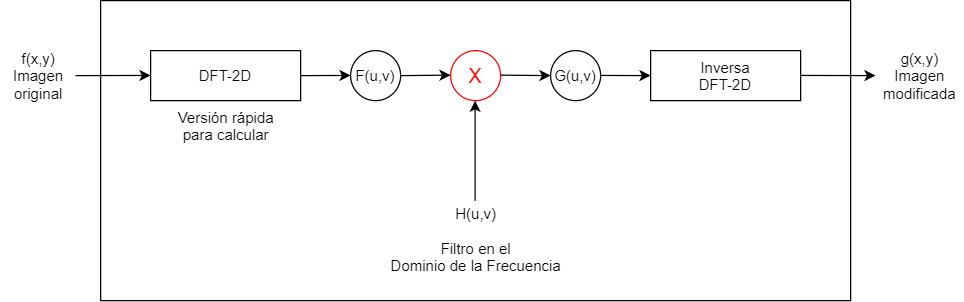 f(x,y)
Imagen
original
DFT-2D
Versión rápida
para calcular
F(u,v)
X
H(u,v)
Filtro en el
Dominio de la Frecuencia
G(u,v)
Inversa
DFT-2D
g(x,y)
Imagen
modificada